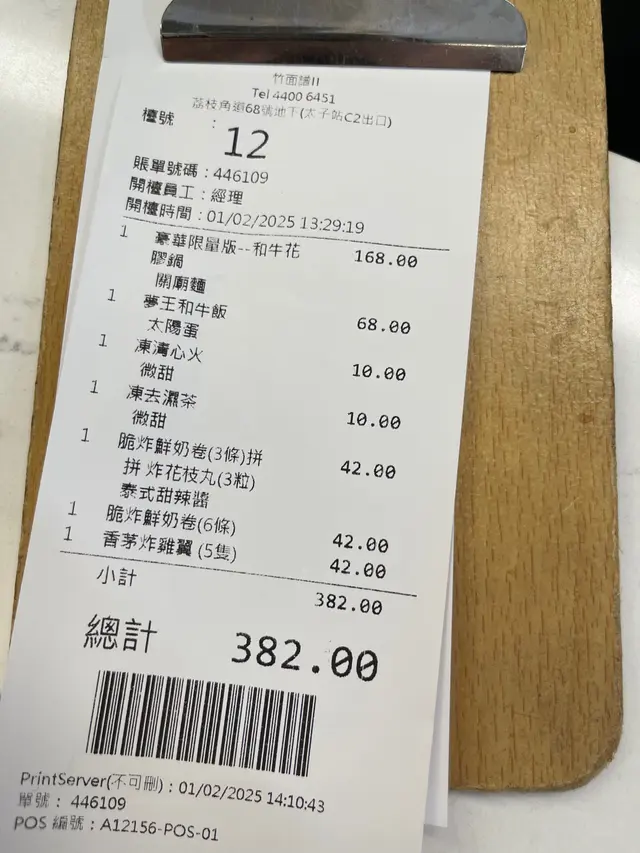 竹面譜II
Tel 4400 6451
荔枝角道68號地下(太子站C2出口)
檯號 : 12
賬單號碼 : 446109
開檯員工 : 經理
開檯時間 : 01/02/2025 13:29:19
1 豪華限量版--和牛花 168.00
膠鍋
關廟麵
1 夢王和牛飯 68.00
太陽蛋
1 凍清心火 10.00
微甜
1 凍去濕茶 10.00
微甜
1 脆炸鮮奶卷(3條)拼 42.00
拼 炸花枝丸(3粒)
泰式甜辣醬
1 脆炸鮮奶卷(6條) 42.00
1 香茅炸雞翼 (5隻) 42.00
小計 382.00
總計 382.00
PrintServer(不可刪) : 01/02/2025 14:10:43
單號 : 446109
POS 編號 : A12156-POS-01